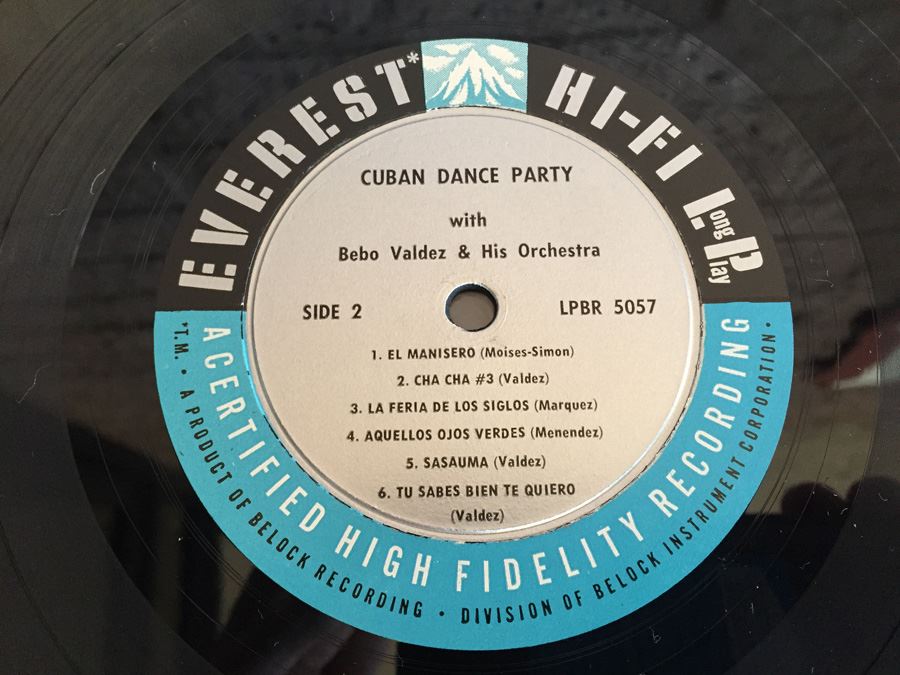 EVEREST* HI-FI Long Play
CUBAN DANCE PARTY
with
Bebo Valdez & His Orchestra
SIDE 2 LPBR 5057
1. EL MANISERO (Moises-Simon)
2. CHA CHA #3 (Valdez)
3. LA FERIA DE LOS SIGLOS (Marquez)
4. AQUELLOS OJOS VERDES (Menendez)
5. SASAUMA (Valdez)
6. TU SABES BIEN TE QUIERO
(Valdez)
A CERTIFIED HIGH FIDELITY RECORDING
*T.M. • A PRODUCT OF BELOCK RECORDING • DIVISION OF BELOCK INSTRUMENT CORPORATION •